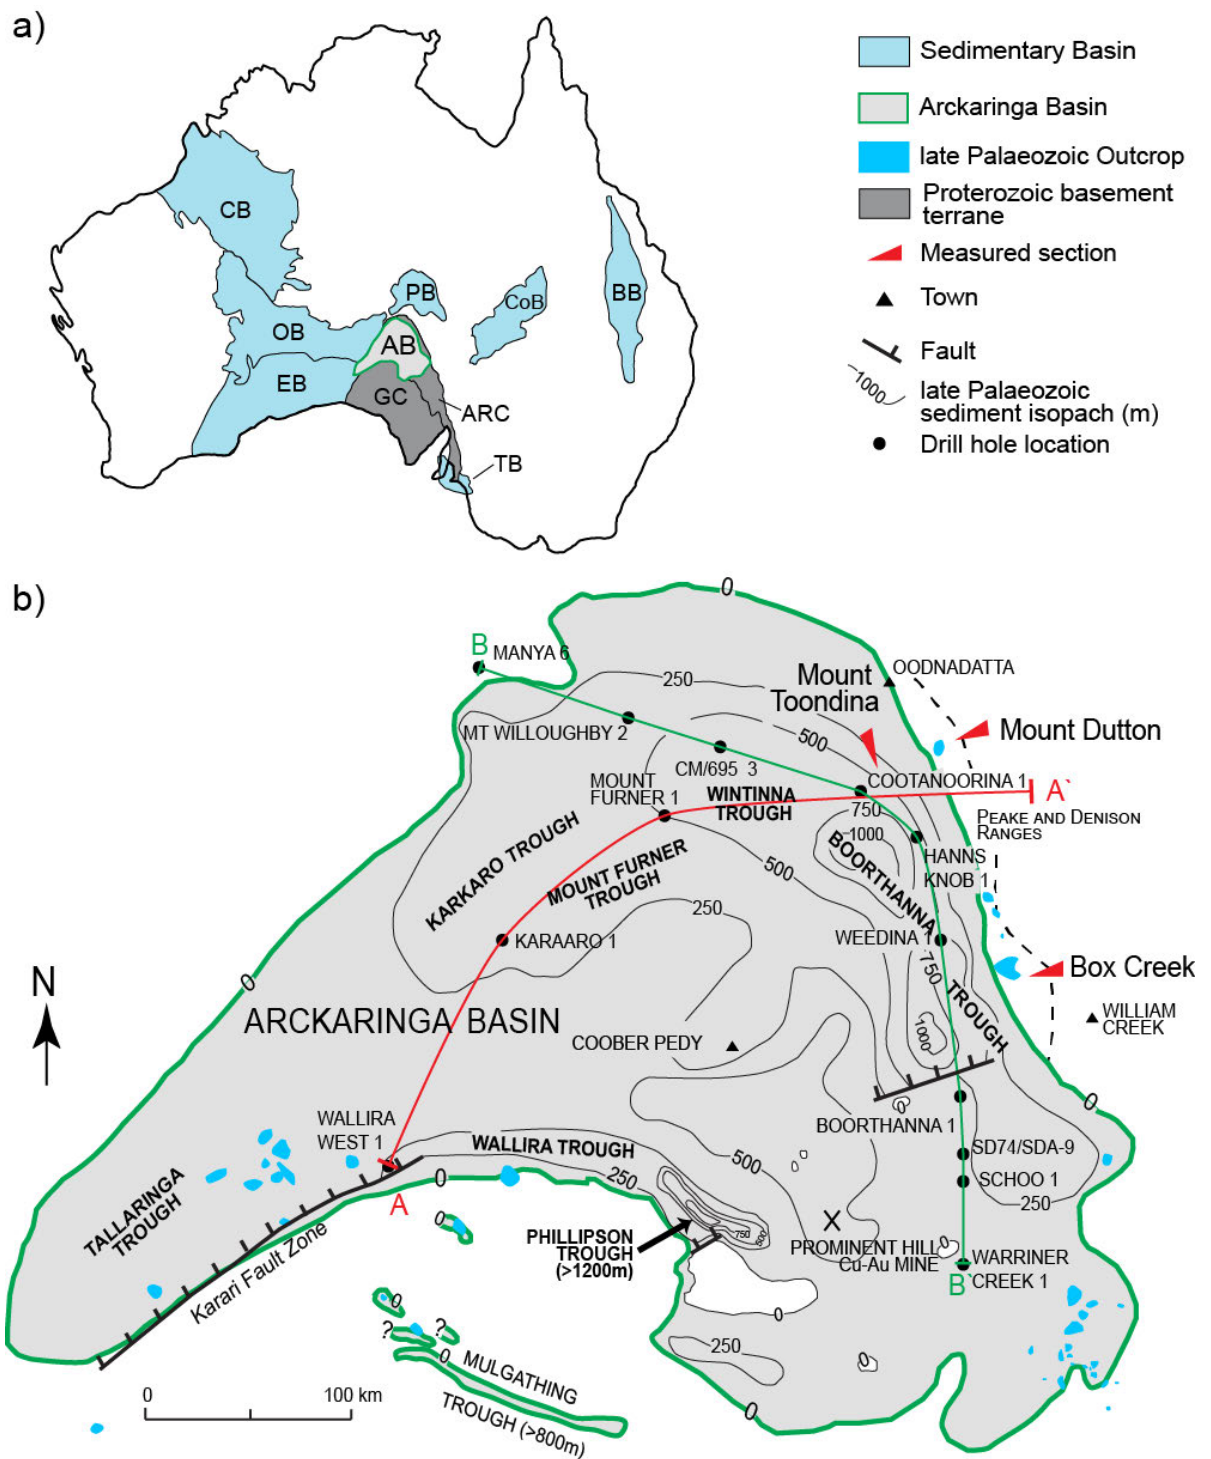 a)
CB
OB
EB
PB
AB
GC
ARC
TB
CoB
BB
Sedimentary Basin
Arckaringa Basin
late Palaeozoic Outcrop
Proterozoic basement
terrane
Measured section
Town
Fault
1000
late Palaeozoic
sediment isopach (m)
Drill hole location
b)
0
B
MANYA 6
250
Mount
Toondina
OODNADATTA
Mount Dutton
MT WILLOUGHBY 2
500
CM/695 3
MOUNT
FURNER 1
WINTINNA
TROUGH
COOTANOORINA 1
A`
PEAKE AND DENISON
RANGES
750
1000
BOORTHANNA
TROUGH
HANNS
KNOB 1
KARKARO TROUGH
MOUNT FURNER
TROUGH
500
250
KARAARO 1
WEEDINA 1
750
1000
Box Creek
WILLIAM
CREEK
N
0
ARCKARINGA BASIN
COOBER PEDY
0
WALLIRA
WEST 1
WALLIRA TROUGH
BOORTHANNA 1
SD74/SDA-9
SCHOO 1
250
500
250
0
A
TALLARINGA
TROUGH
Karari Fault Zone
0
PHILLIPSON
TROUGH
(>1200m)
750
500
X
PROMINENT HILL
Cu-Au MINE
0
WARRINER
CREEK 1
B`
0
0
?
?
0
250
0
0
MULGATHING
TROUGH (>800m)
0
100 km